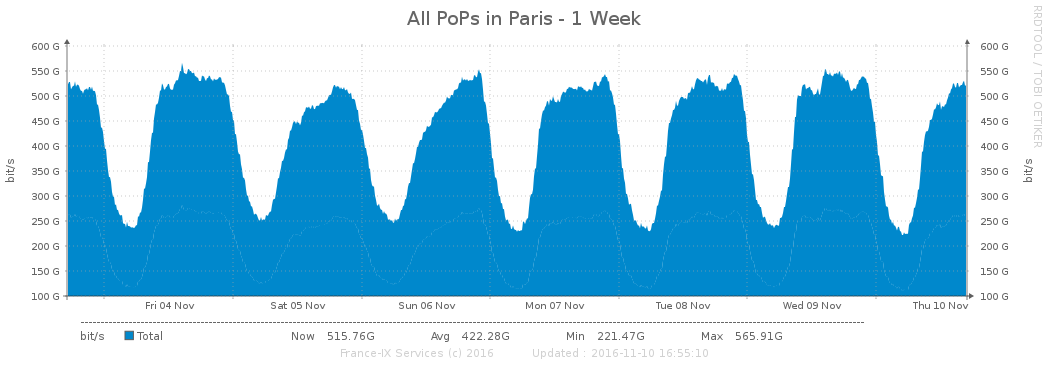 All PoPs in Paris - 1 Week
RRDTOOL / TOBI OETIKER
600 G 600 G
550 G 550 G
500 G 500 G
450 G 450 G
400 G 400 G
350 G 350 G
300 G 300 G
250 G 250 G
200 G 200 G
150 G 150 G
100 G 100 G
bit/s
bit/s
Fri 04 Nov Sat 05 Nov Sun 06 Nov Mon 07 Nov Tue 08 Nov Wed 09 Nov Thu 10 Nov
bit/s Total Now 515.76G Avg 422.28G Min 221.47G Max 565.91G
France-IX Services (c) 2016 Updated : 2016-11-10 16:55:10